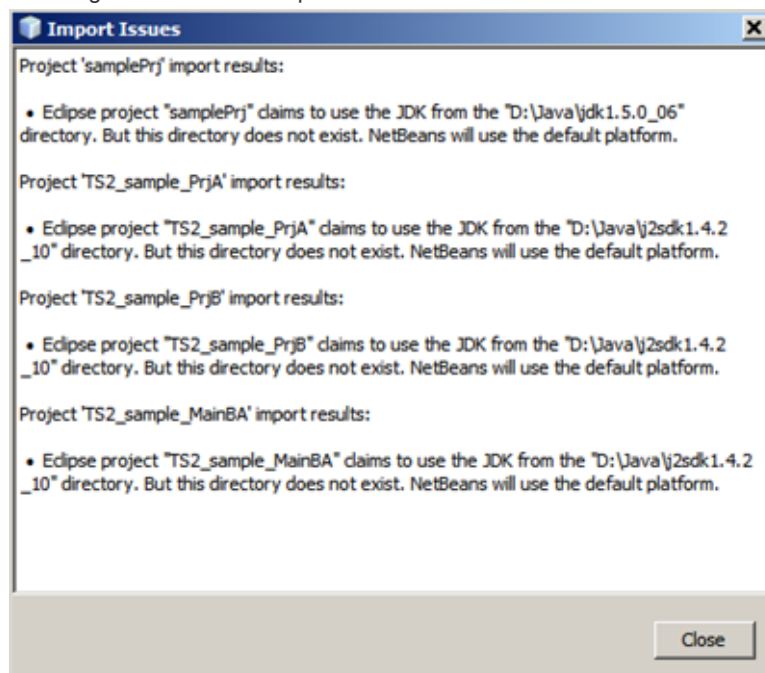 Import Issues
Project 'samplePrj' import results:
• Eclipse project "samplePrj" claims to use the JDK from the "D:\Java\jdk1.5.0_06"
directory. But this directory does not exist. NetBeans will use the default platform.
Project 'TS2_sample_PrjA' import results:
• Eclipse project "TS2_sample_PrjA" claims to use the JDK from the "D:\Java\j2sdk1.4.2
_10" directory. But this directory does not exist. NetBeans will use the default platform.
Project 'TS2_sample_PrjB' import results:
• Eclipse project "TS2_sample_PrjB" claims to use the JDK from the "D:\Java\j2sdk1.4.2
_10" directory. But this directory does not exist. NetBeans will use the default platform.
Project 'TS2_sample_MainBA' import results:
• Eclipse project "TS2_sample_MainBA" claims to use the JDK from the "D:\Java\j2sdk1.4.2
_10" directory. But this directory does not exist. NetBeans will use the default platform.
Close